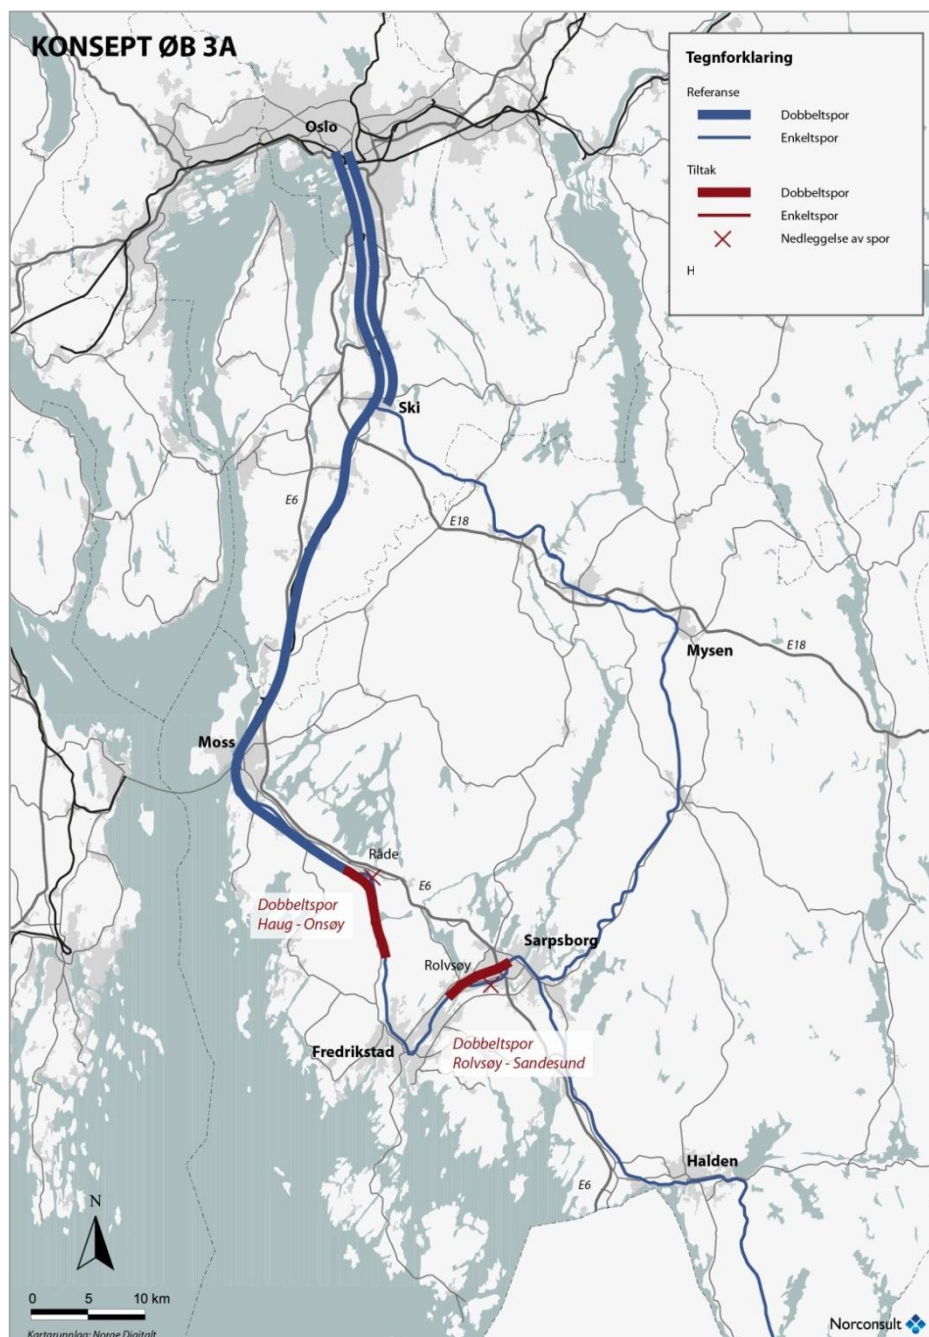 KONSEPT ØB 3A
Tegnforklaring
Referanse
Dobbeltspor
Enkeltspor
Tiltak
Dobbeltspor
Enkeltspor
Nedleggelse av spor
H
Oslo
Ski
E6
E18
Mysen
E18
Moss
Råde
E6
Dobbeltspor
Haug - Onsøy
Sarpsborg
Rolvsøy
Fredrikstad
Dobbeltspor
Rolvsøy - Sandesund
Halden
E6
N
0 5 10 km
Kartgrunnlag: Norge Digitalt
Norconsult